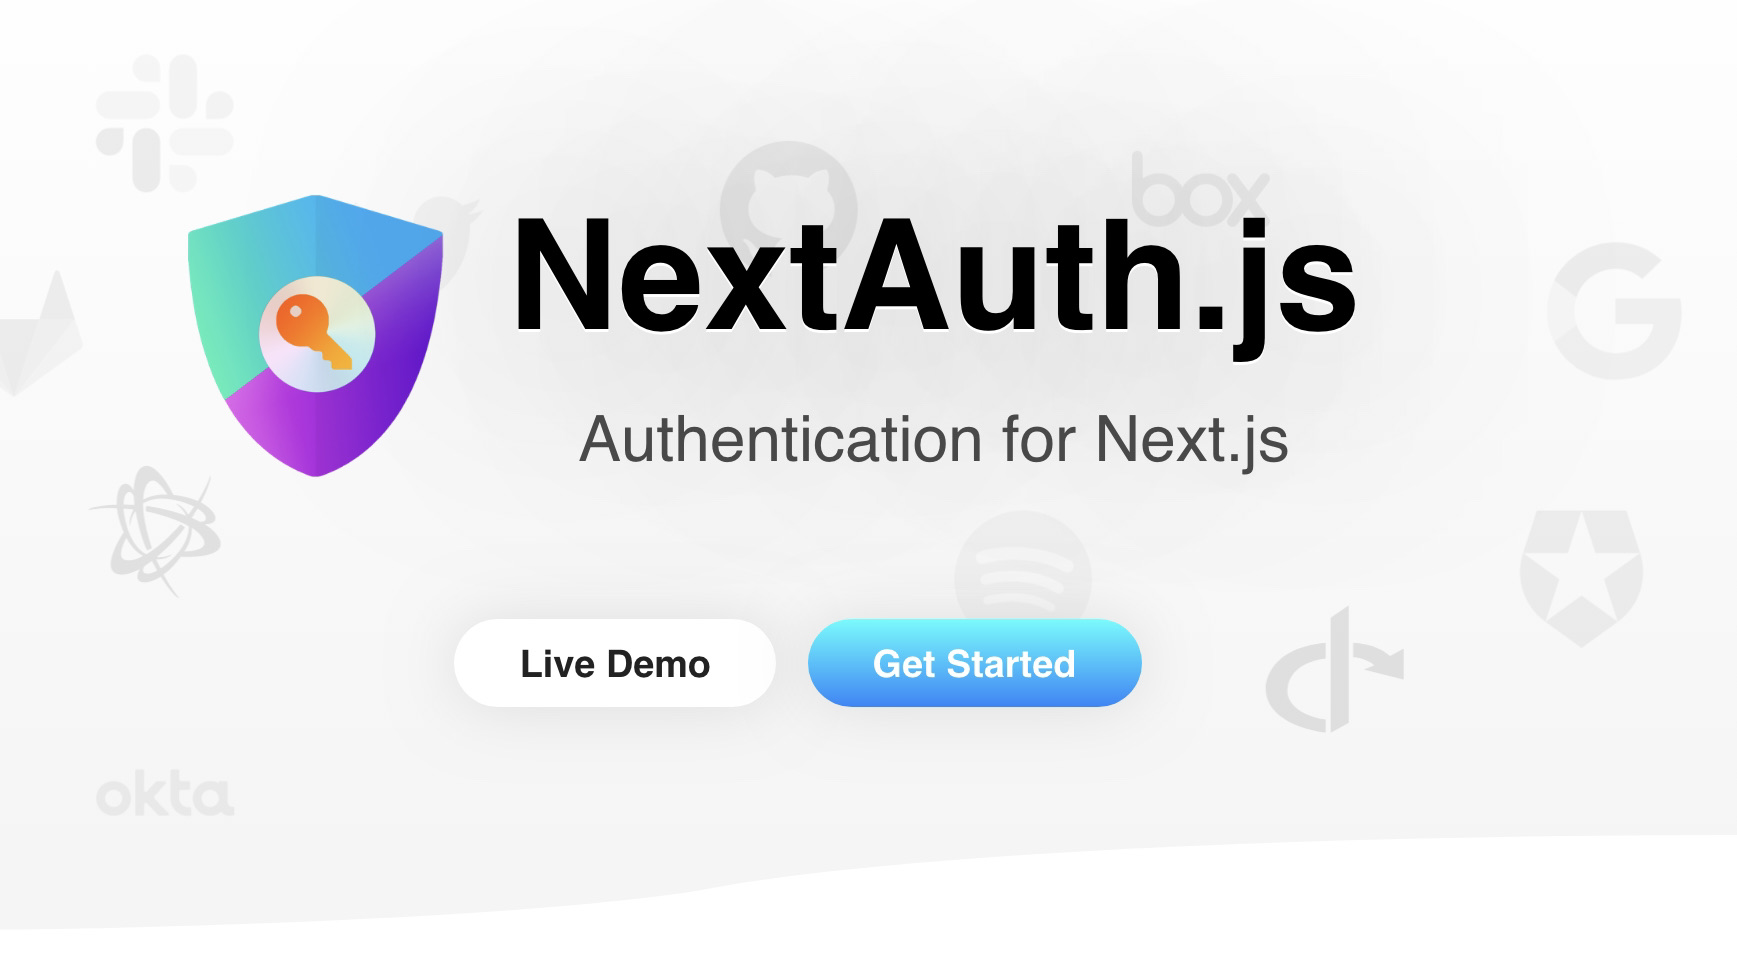 box
NextAuth.js
Authentication for Next.js
Live Demo
Get Started
okta